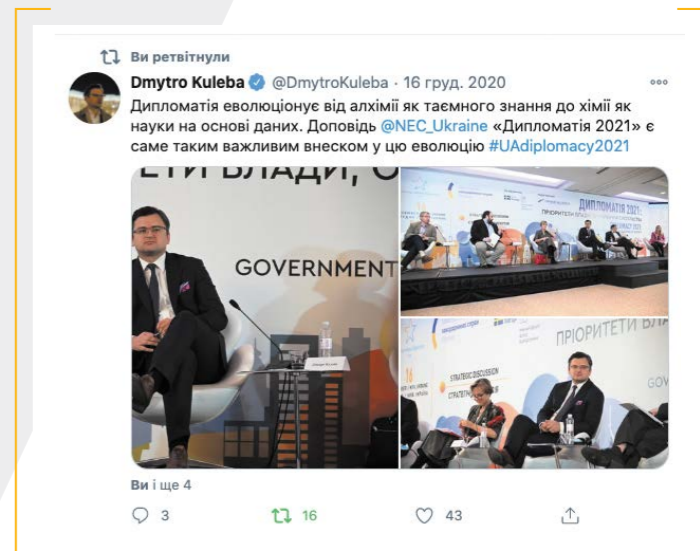 Ви ретвітнули
Dmytro Kuleba @DmytroKuleba · 16 груд. 2020
Дипломатія еволюціонує від алхімії як таємного знання до хімії як
науки на основі даних. Доповідь @NEC_Ukraine «Дипломатія 2021» є
саме таким важливим внеском у цю еволюцію #UAdiplomacy2021
ЕТИ ВЛАДИ,
GOVERNMENT
ДИПЛОМАТІЯ 2021:
ПРІОРИТЕТИ
ПРІОРИТЕТИ ВЛА
GOV
16
STRATEGIC DISCUSSION
Ви і ще 4
3
16
43